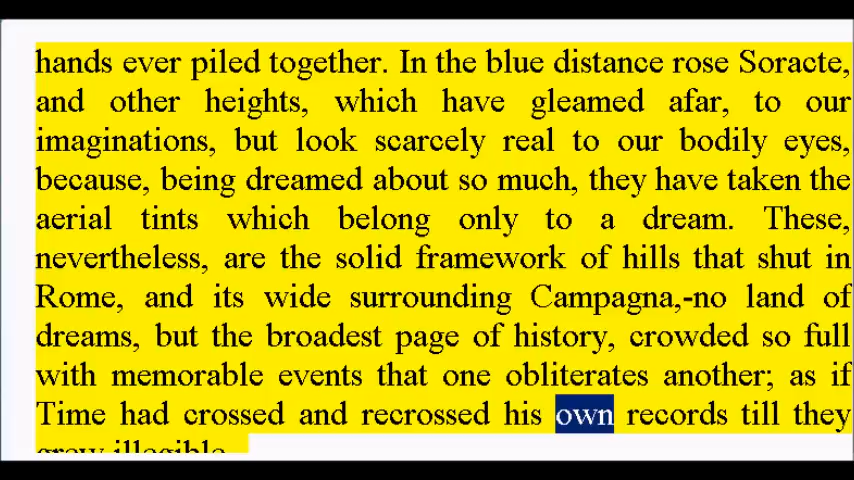 hands ever piled together. In the blue distance rose Soracte,
and other heights, which have gleamed afar, to our
imaginations, but look scarcely real to our bodily eyes,
because, being dreamed about so much, they have taken the
aerial tints which belong only to a dream. These,
nevertheless, are the solid framework of hills that shut in
Rome, and its wide surrounding Campagna,-no land of
dreams, but the broadest page of history, crowded so full
with memorable events that one obliterates another; as if
Time had crossed and recrossed his own records till they
grew illegible.